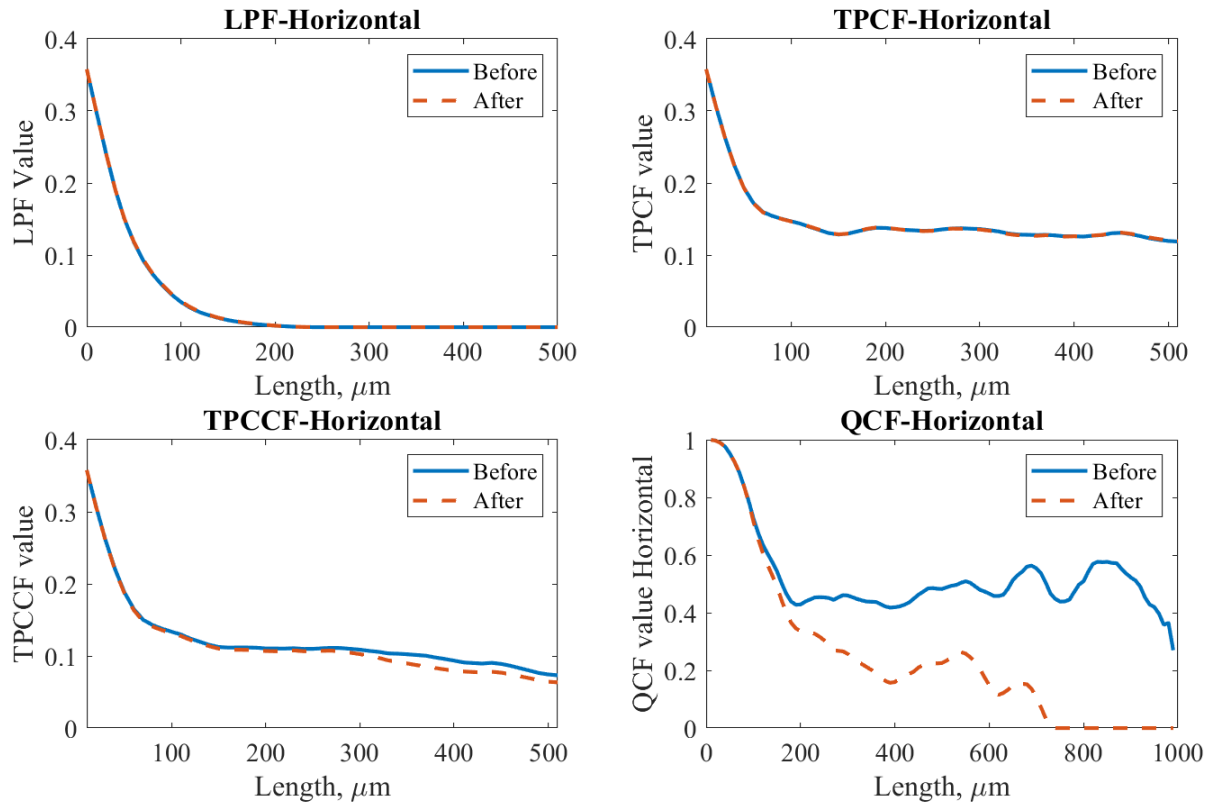 LPF-Horizontal
0.4
0.3
0.2
0.1
0
LPF Value
Before
After
0 100 200 300 400 500
Length, μm
TPCF-Horizontal
0.4
0.3
0.2
0.1
0
TPCF value
Before
After
100 200 300 400 500
Length, μm
TPCCF-Horizontal
0.4
0.3
0.2
0.1
0
TPCCF value
Before
After
100 200 300 400 500
Length, μm
QCF-Horizontal
1
0.8
0.6
0.4
0.2
0
QCF value Horizontal
Before
After
0 200 400 600 800 1000
Length, μm